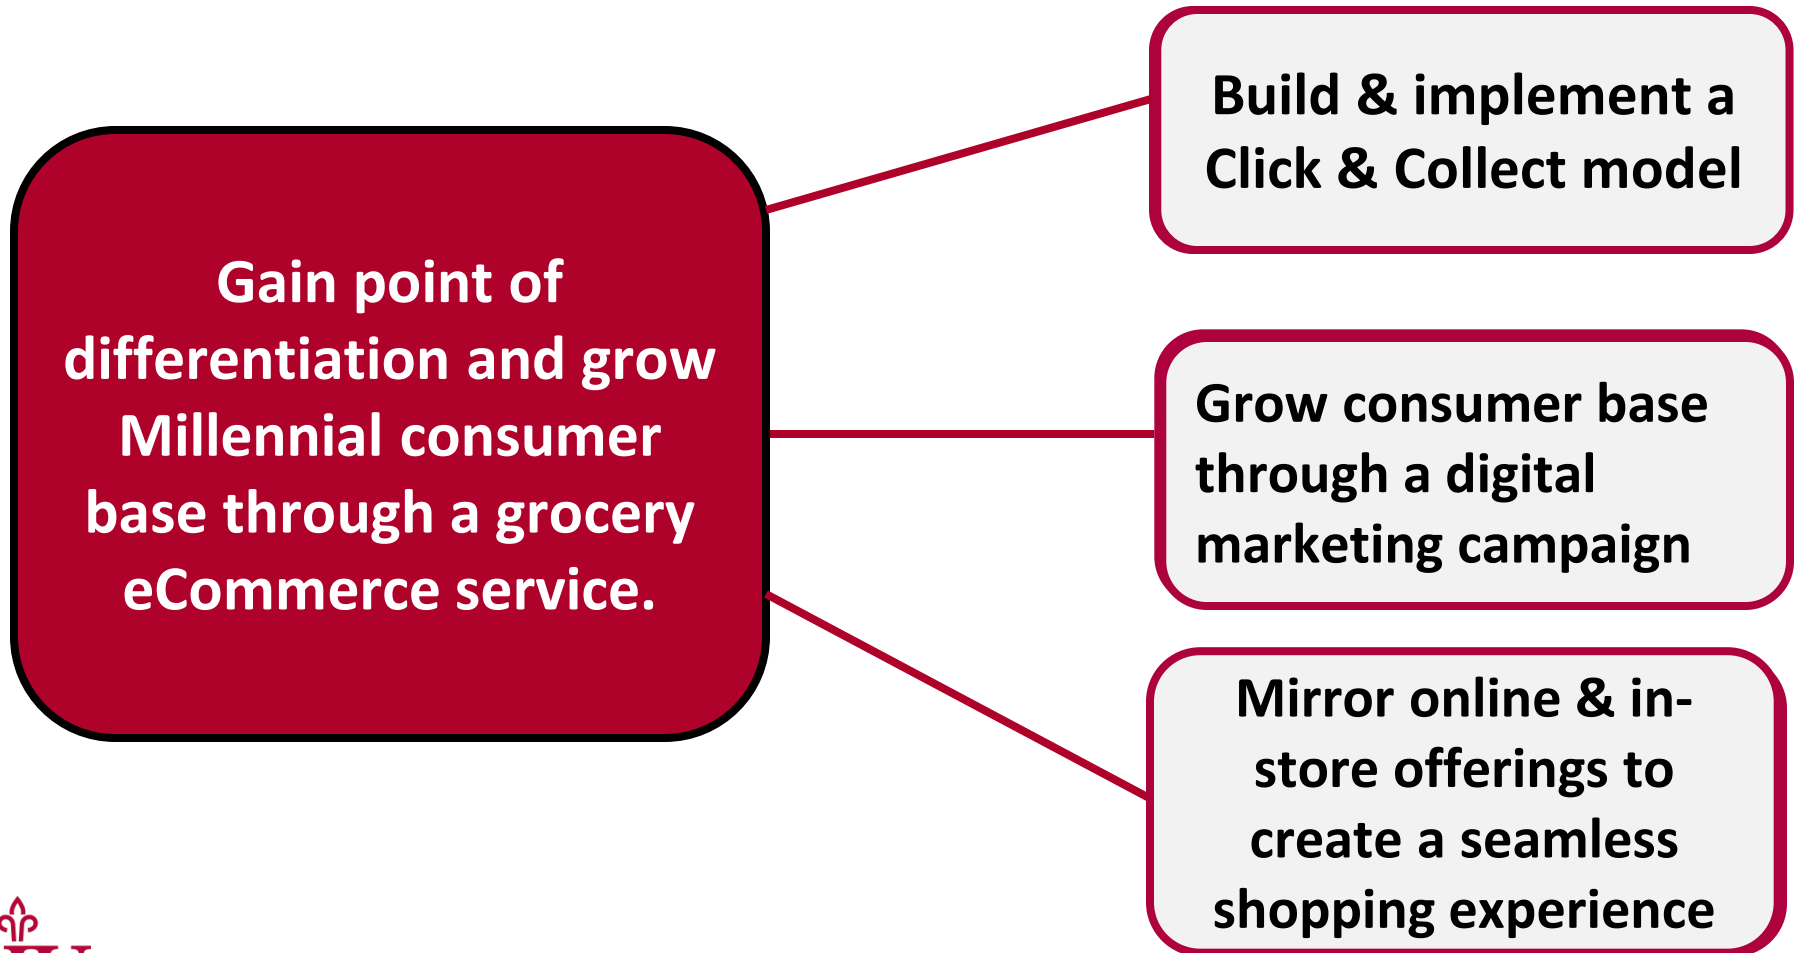 Gain point of
differentiation and grow
Millennial consumer
base through a grocery
eCommerce service.
Build & implement a
Click & Collect model
Grow consumer base
through a digital
marketing campaign
Mirror online & in-
store offerings to
create a seamless
shopping experience